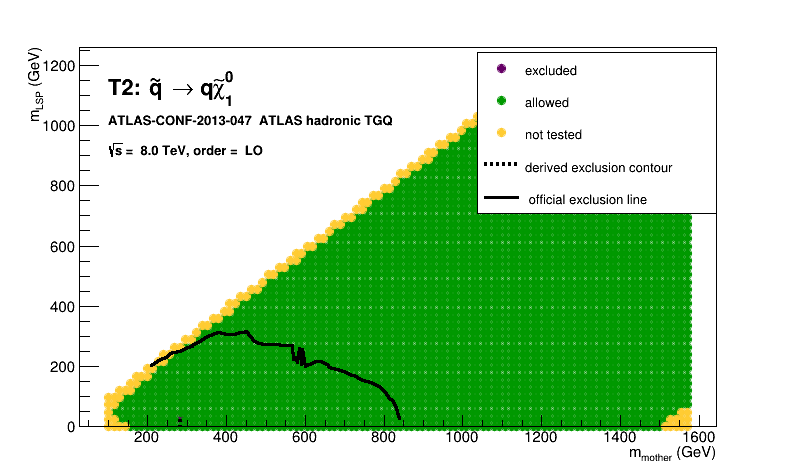 T2: q̃ → qχ̃₁⁰
ATLAS-CONF-2013-047 ATLAS hadronic TGQ
√s = 8.0 TeV, order = LO
excluded
allowed
not tested
derived exclusion contour
official exclusion line
m_LSP (GeV)
1200
1000
800
600
400
200
0
200 400 600 800 1000 1200 1400 1600
m_mother (GeV)